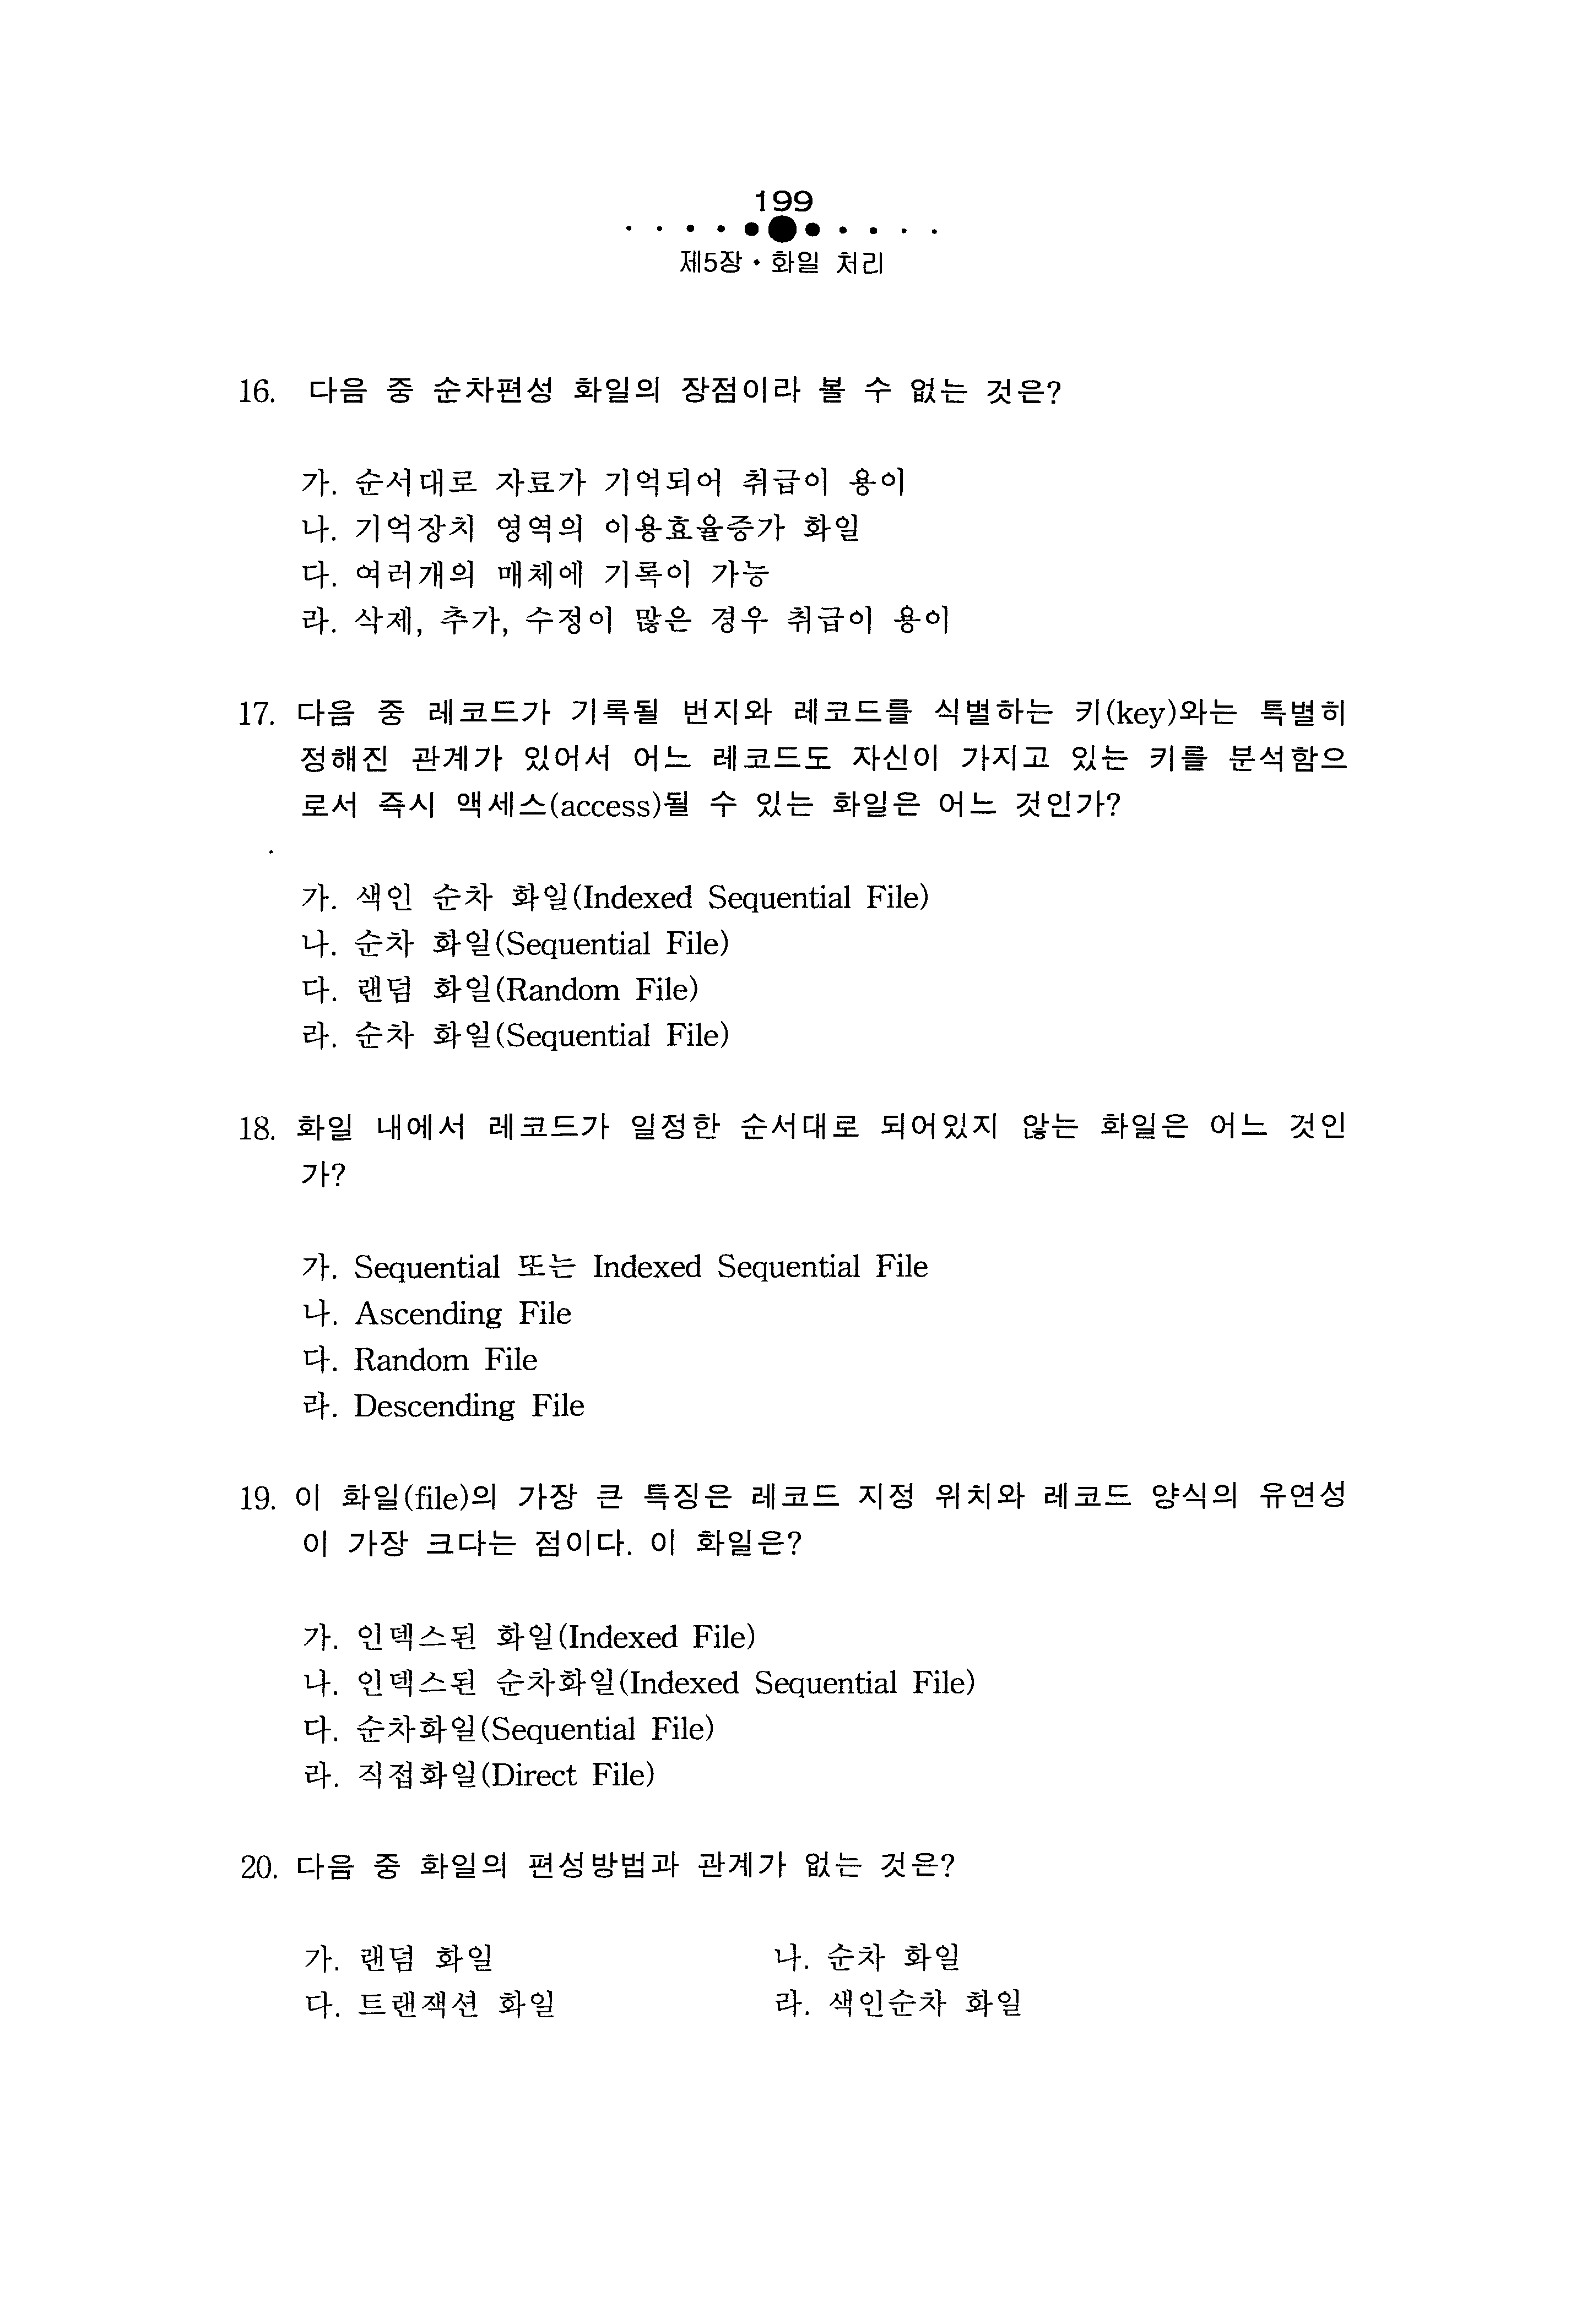 199
제5장 • 화일 처리
16. 다음 중 순차편성 화일의 장점이라 볼 수 없는 것은?
가. 순서대로 자료가 기억되어 취급이 용이
나. 기억장치 영역의 이용효율증가 화일
다. 여러개의 매체에 기록이 가능
라. 삭제, 추가, 수정이 많은 경우 취급이 용이
17. 다음 중 레코드가 기록될 번지와 레코드를 식별하는 키(key)와는 특별히
정해진 관계가 있어서 어느 레코드도 자신이 가지고 있는 키를 분석함으
로서 즉시 액세스(access)될 수 있는 화일은 어느 것인가?
가. 색인 순차 화일(Indexed Sequential File)
나. 순차 화일(Sequential File)
다. 랜덤 화일(Random File)
라. 순차 화일(Sequential File)
18. 화일 내에서 레코드가 일정한 순서대로 되어있지 않는 화일은 어느 것인
가?
가. Sequential 또는 Indexed Sequential File
나. Ascending File
다. Random File
라. Descending File
19. 이 화일(file)의 가장 큰 특징은 레코드 지정 위치와 레코드 양식의 유연성
이 가장 크다는 점이다. 이 화일은?
가. 인덱스된 화일(Indexed File)
나. 인덱스된 순차화일(Indexed Sequential File)
다. 순차화일(Sequential File)
라. 직접화일(Direct File)
20. 다음 중 화일의 편성방법과 관계가 없는 것은?
가. 랜덤 화일 나. 순차 화일
다. 트랜잭션 화일 라. 색인순차 화일